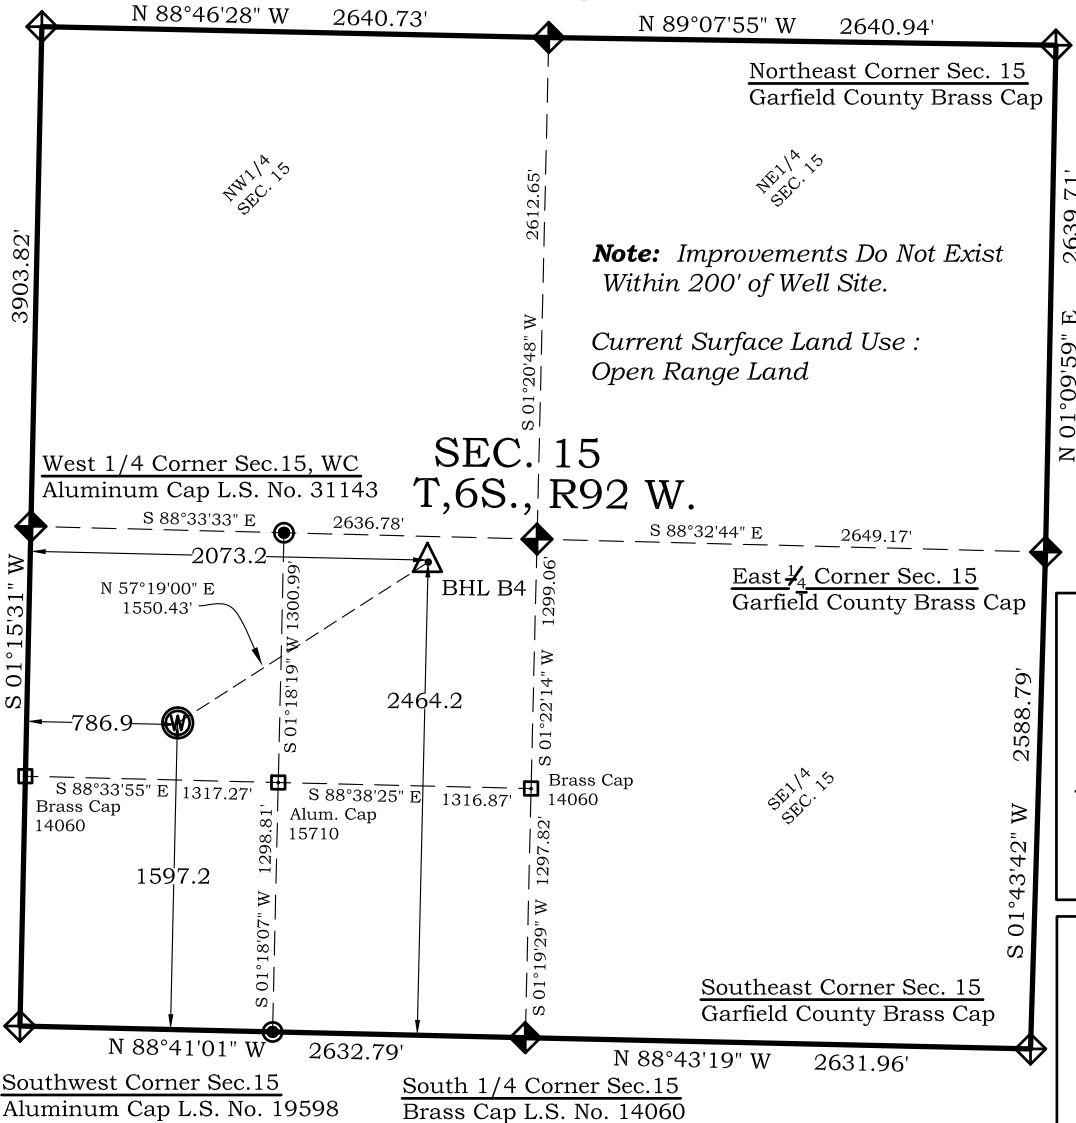 N 88°46'28" W 2640.73'
N 89°07'55" W 2640.94'
Northeast Corner Sec. 15
Garfield County Brass Cap
NW1/4
SEC. 15
NE1/4
SEC. 15
2612.65'
S 01°20'48" W
3903.82'
S 01°15'31" W
2639.71'
N 01°09'59" E
Note: Improvements Do Not Exist
Within 200' of Well Site.
Current Surface Land Use :
Open Range Land
SEC. 15
T,6S., R92 W.
West 1/4 Corner Sec.15, WC
Aluminum Cap L.S. No. 31143
S 88°33'33" E 2636.78'
S 88°32'44" E 2649.17'
2073.2
BHL B4
N 57°19'00" E
1550.43'
S 01°18'19" W 1300.99'
1299.06'
S 01°22'14" W
East 1/4 Corner Sec. 15
Garfield County Brass Cap
2464.2
786.9
W
S 88°33'55" E 1317.27'
S 88°38'25" E 1316.87'
Brass Cap
14060
Brass Cap
14060
Alum. Cap
15710
SE1/4
SEC. 15
2588.79'
S 01°43'42" W
1597.2
1298.81'
S 01°18'07" W
1297.82'
S 01°19'29" W
Southeast Corner Sec. 15
Garfield County Brass Cap
N 88°41'01" W 2632.79'
N 88°43'19" W 2631.96'
Southwest Corner Sec.15
Aluminum Cap L.S. No. 19598
South 1/4 Corner Sec.15
Brass Cap L.S. No. 14060